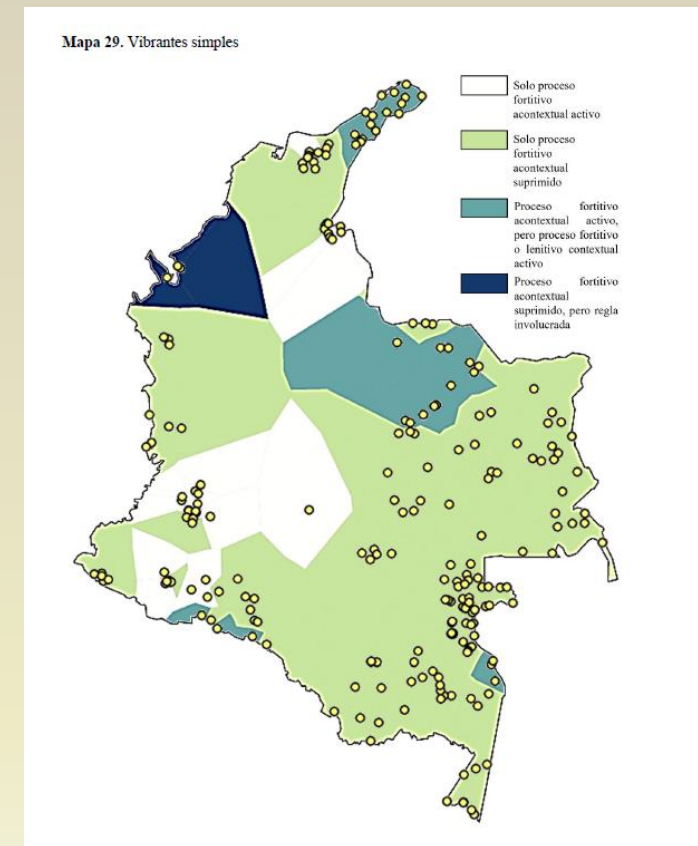 Mapa 29. Vibrantes simples
Solo proceso
fortitivo
acontextual activo
Solo proceso
fortitivo
acontextual
suprimido
Proceso fortitivo
acontextual activo,
pero proceso fortitivo
o lenitivo contextual
activo
Proceso fortitivo
acontextual
suprimido, pero regla
involucrada